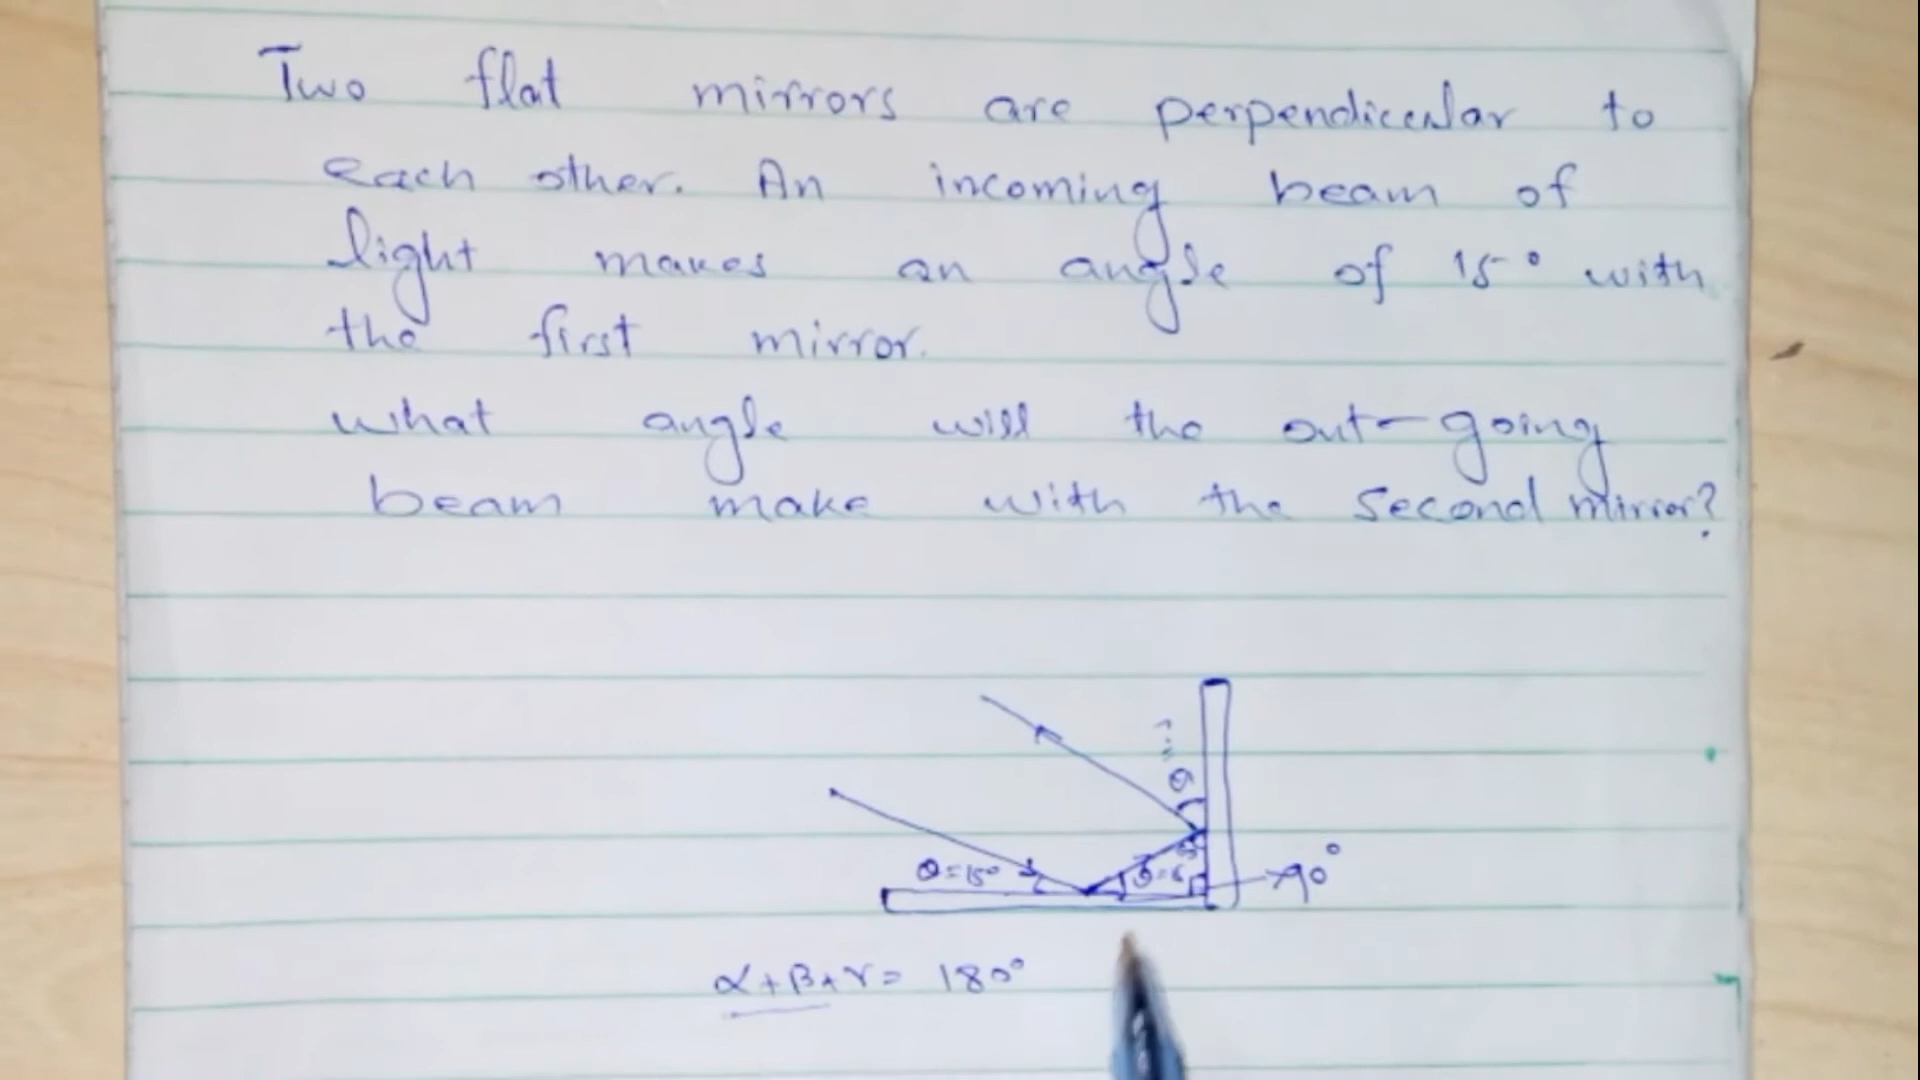 Two flat mirrors are perpendicular to
each other. An incoming beam of
light makes an angle of 15° with
the first mirror.
what angle will the out-going
beam make with the second mirror?
θ
θ=15°
90°
α+β+γ= 180°